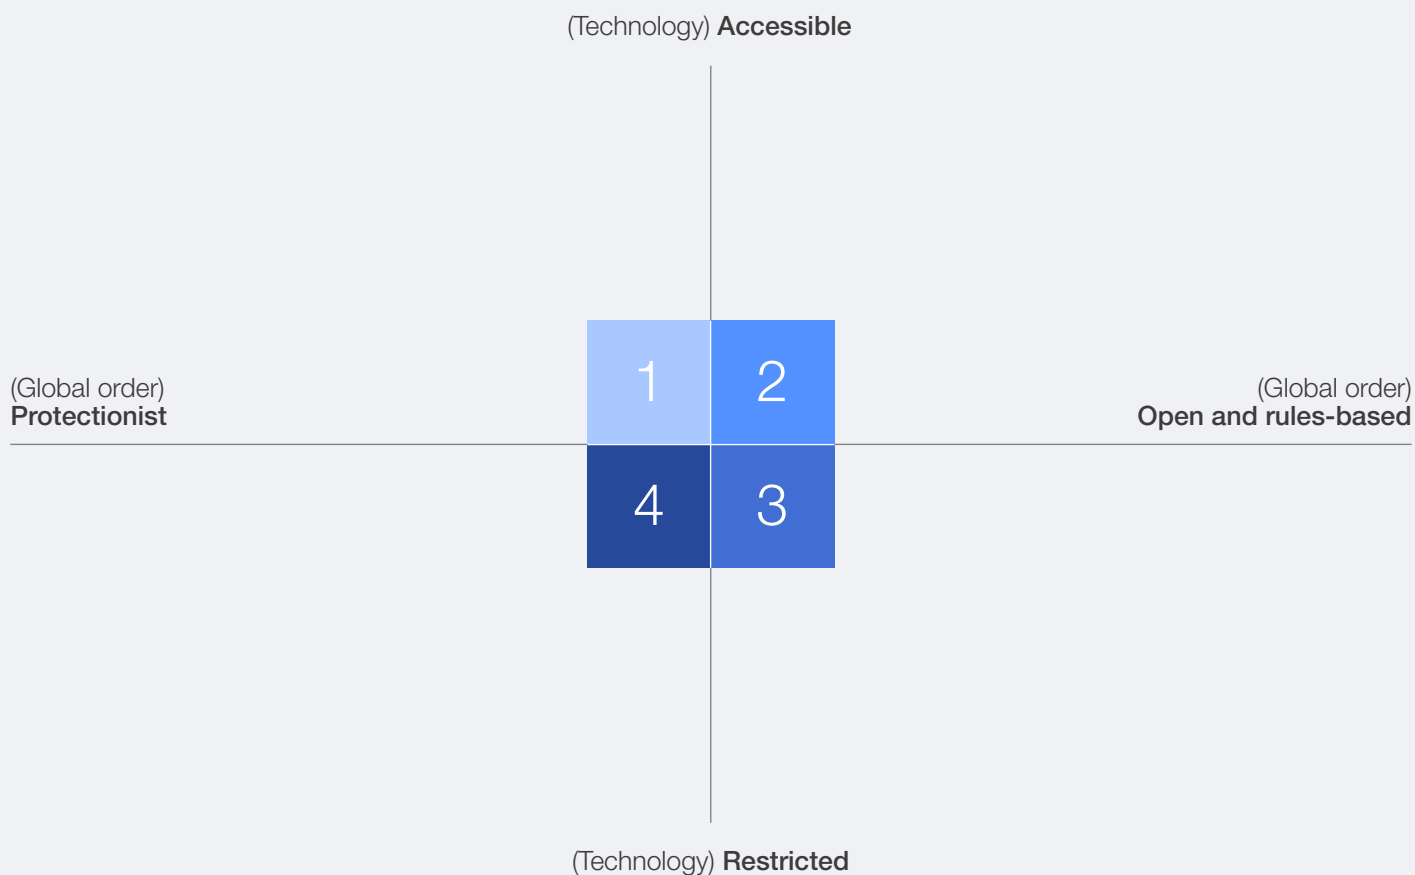 (Technology) Accessible
1
2
(Global order)
Protectionist
(Global order)
Open and rules-based
4
3
(Technology) Restricted